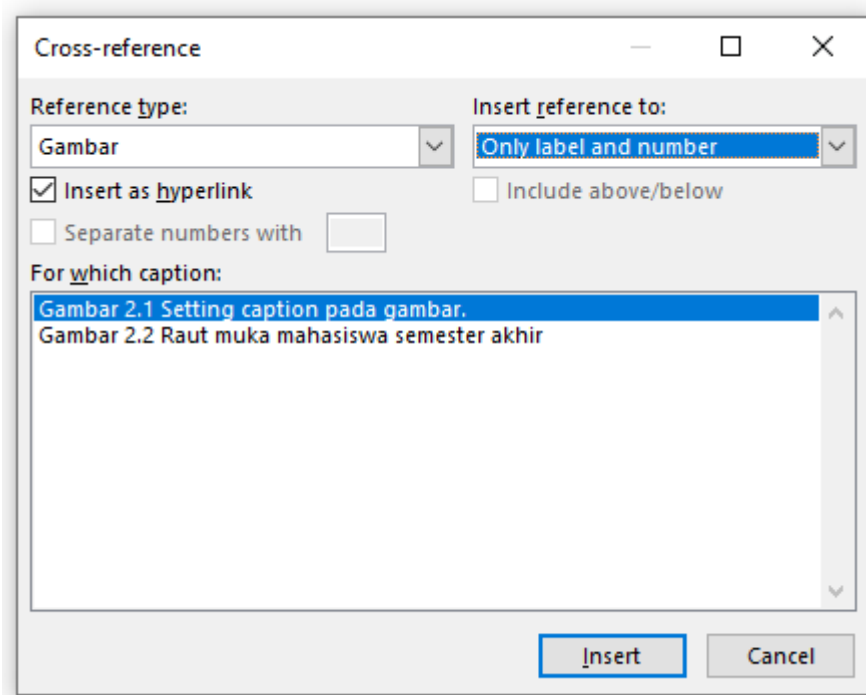 Cross-reference
Reference type:
Insert reference to:
Gambar
Only label and number
Insert as hyperlink
Include above/below
Separate numbers with
For which caption:
Gambar 2.1 Setting caption pada gambar.
Gambar 2.2 Raut muka mahasiswa semester akhir
Insert
Cancel